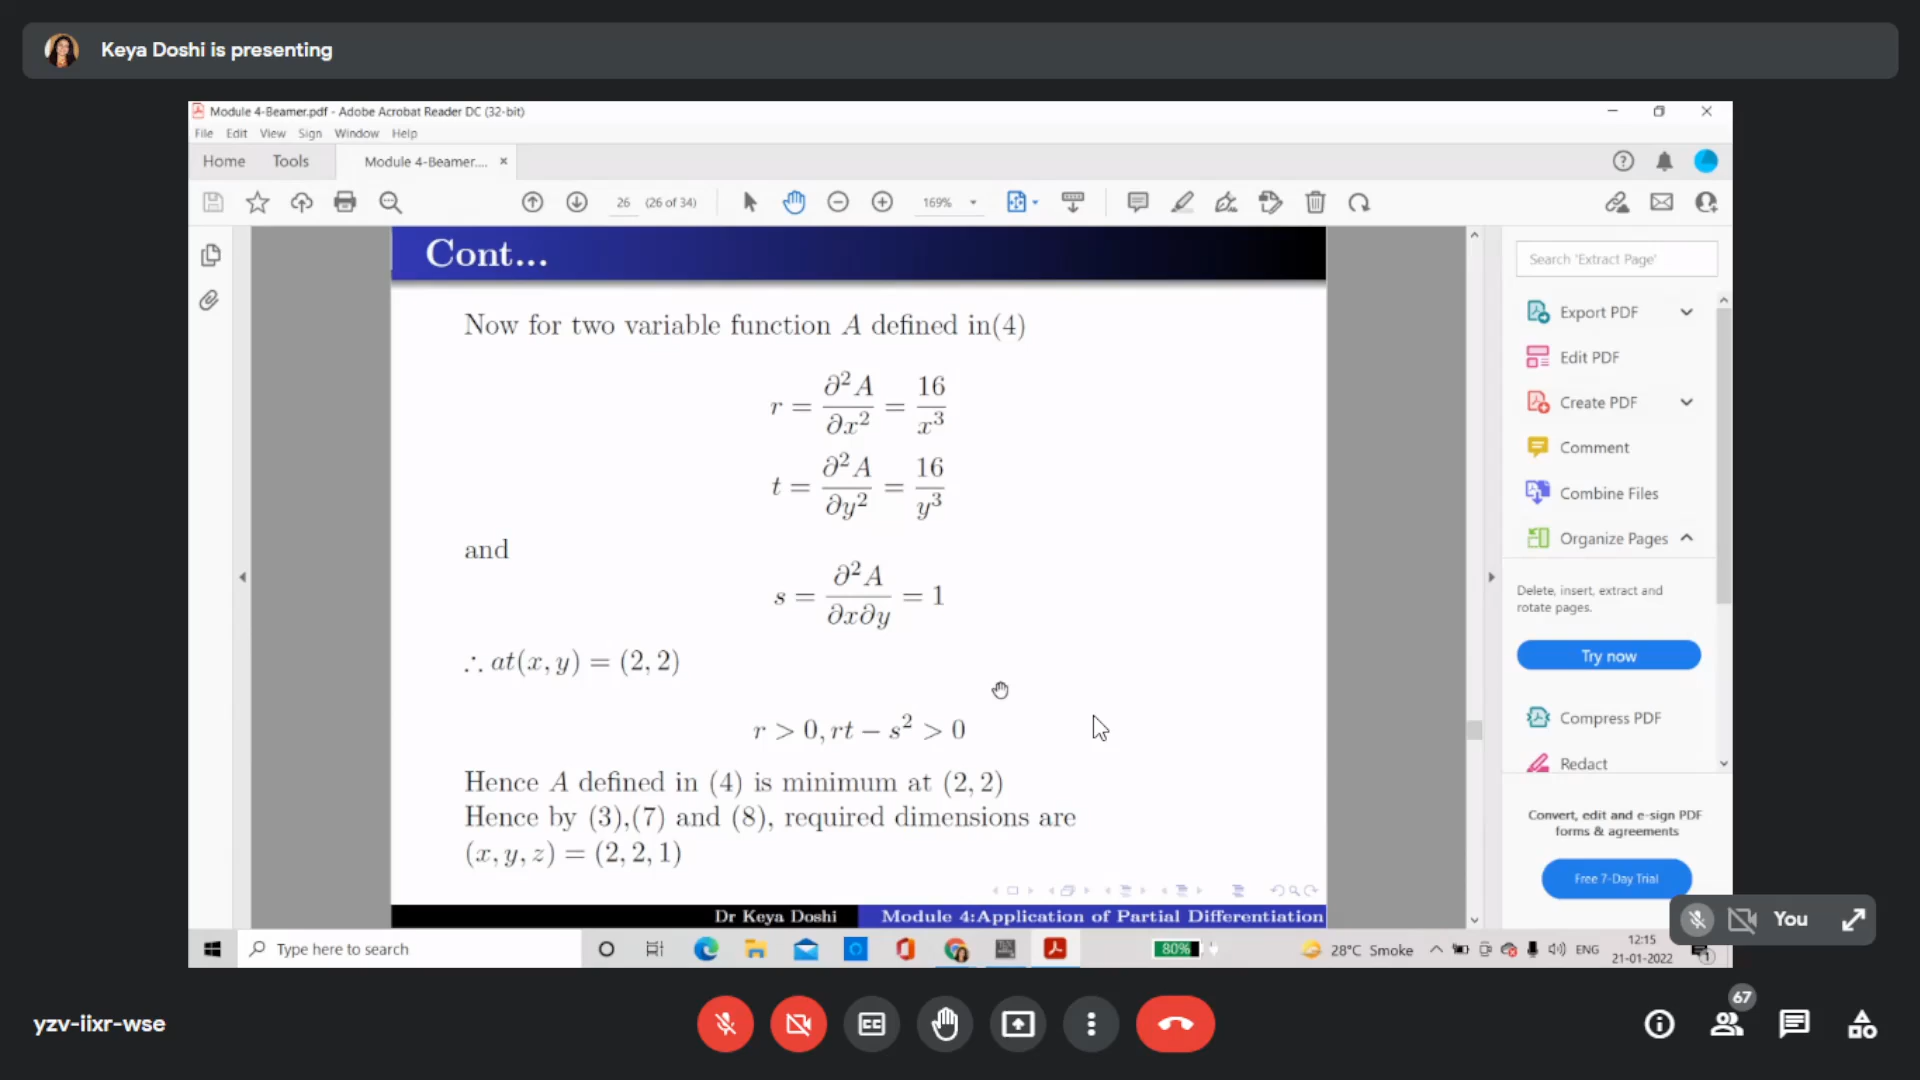 Keya Doshi is presenting
Module 4-Beamer.pdf - Adobe Acrobat Reader DC (32-bit)
File Edit View Sign Window Help
Home Tools Module 4-Beamer.... ×
26 (26 of 34) 169%
Cont...
Now for two variable function A defined in(4)
r = ∂²A/∂x² = 16/x³
t = ∂²A/∂y² = 16/y³
and
s = ∂²A/∂x∂y = 1
∴ at(x, y) = (2, 2)
r > 0, rt − s² > 0
Hence A defined in (4) is minimum at (2, 2)
Hence by (3),(7) and (8), required dimensions are
(x, y, z) = (2, 2, 1)
Dr Keya Doshi Module 4:Application of Partial Differentiation
Search 'Extract Page'
Export PDF
Edit PDF
Create PDF
Comment
Combine Files
Organize Pages
Delete, insert, extract and
rotate pages.
Try now
Compress PDF
Redact
Convert, edit and e-sign PDF
forms & agreements
Free 7-Day Trial
You
Type here to search
80%
28°C Smoke
ENG
12:15
21-01-2022
1
yzv-iixr-wse
CC
67